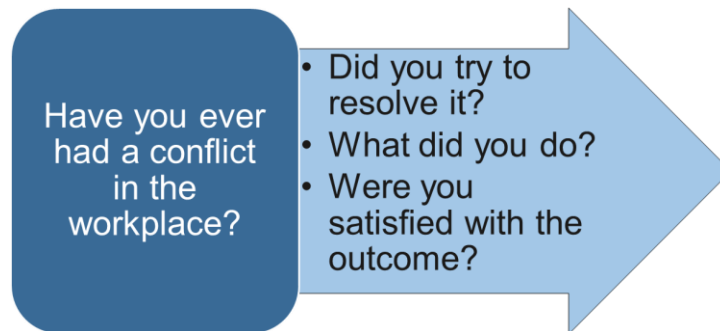 Have you ever
had a conflict
in the
workplace?
• Did you try to
resolve it?
• What did you do?
• Were you
satisfied with the
outcome?